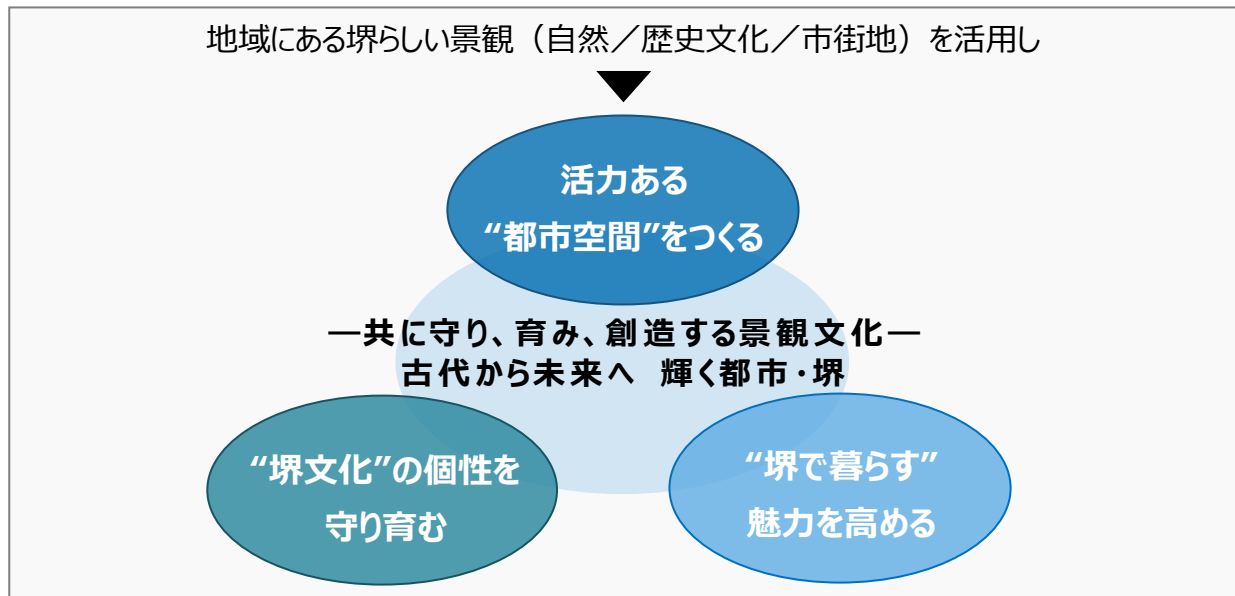 地域にある堺らしい景観（自然／歴史文化／市街地）を活用し
活力ある
“都市空間”をつくる
―共に守り、育み、創造する景観文化―
古代から未来へ　輝く都市・堺
“堺文化”の個性を
守り育む
“堺で暮らす”
魅力を高める